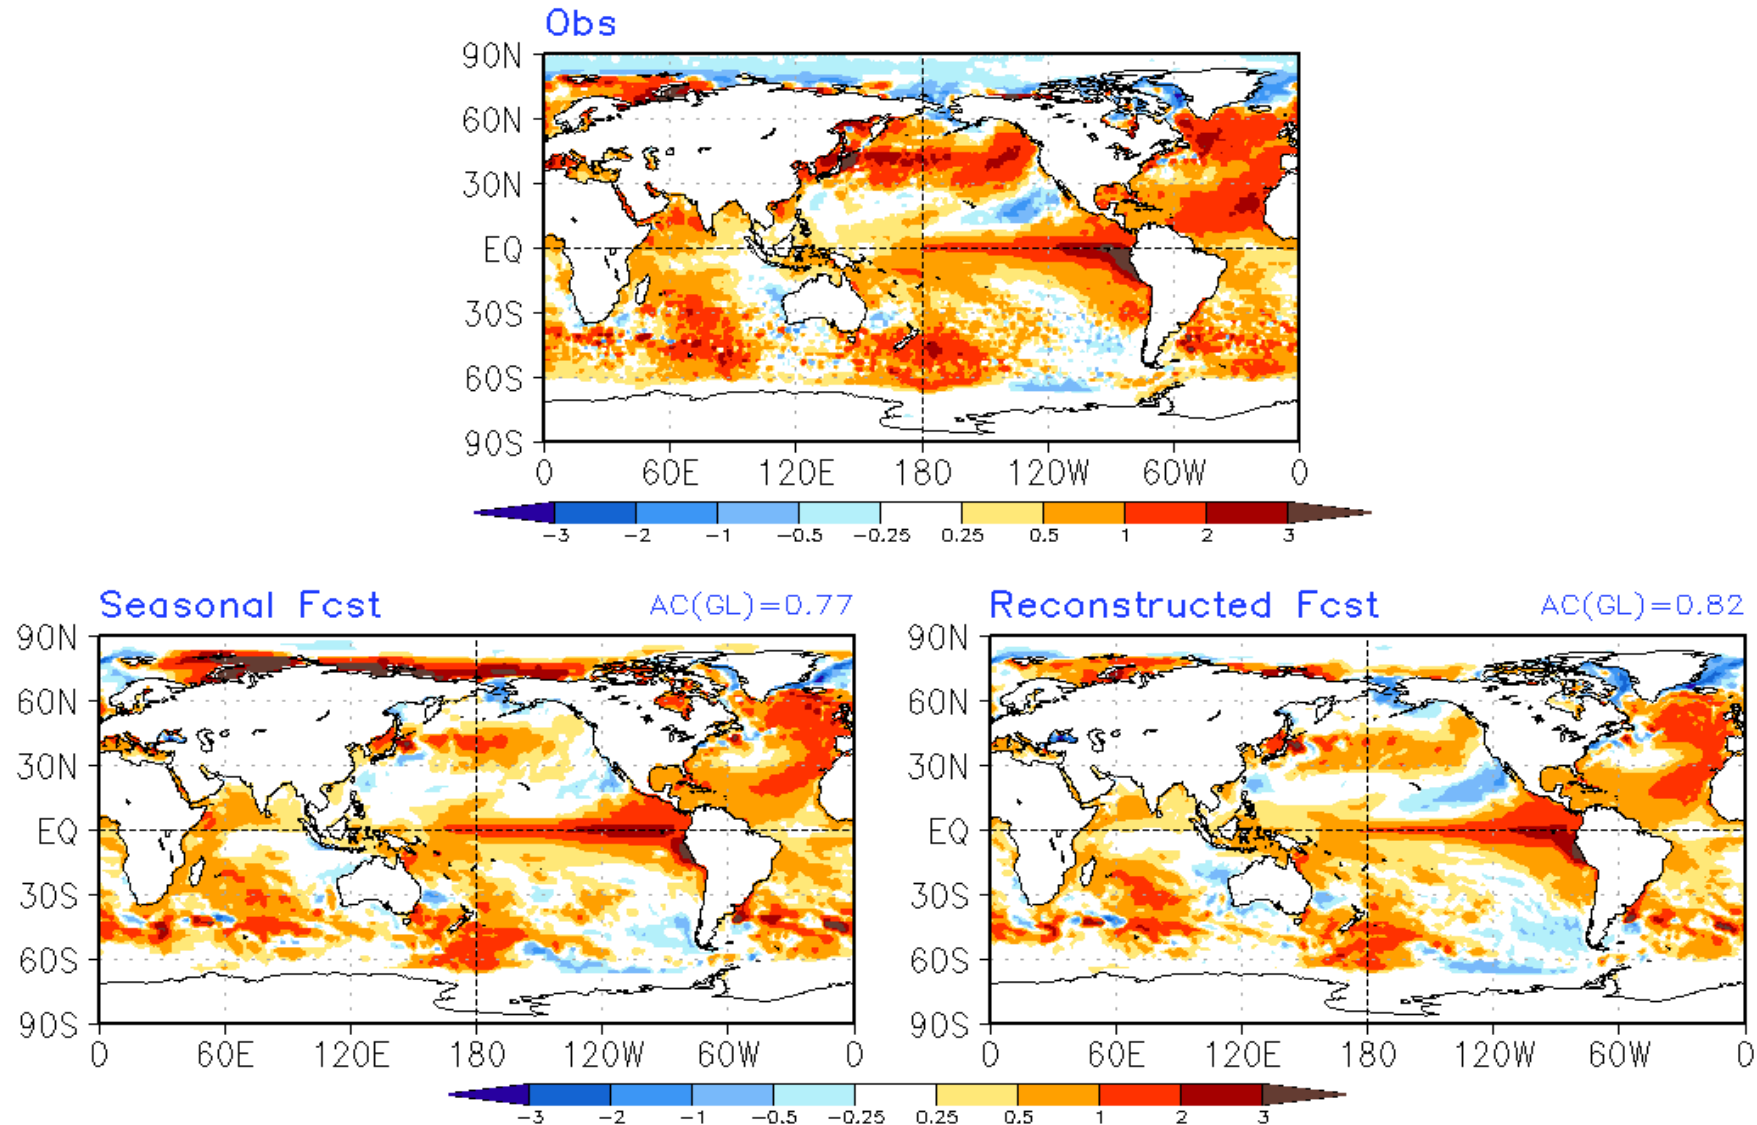 Obs
90N
60N
30N
EQ
30S
60S
90S
0 60E 120E 180 120W 60W 0
-3 -2 -1 -0.5 -0.25 0.25 0.5 1 2 3
Seasonal Fcst AC(GL)=0.77
90N
60N
30N
EQ
30S
60S
90S
0 60E 120E 180 120W 60W 0
Reconstructed Fcst AC(GL)=0.82
90N
60N
30N
EQ
30S
60S
90S
0 60E 120E 180 120W 60W 0
-3 -2 -1 -0.5 -0.25 0.25 0.5 1 2 3